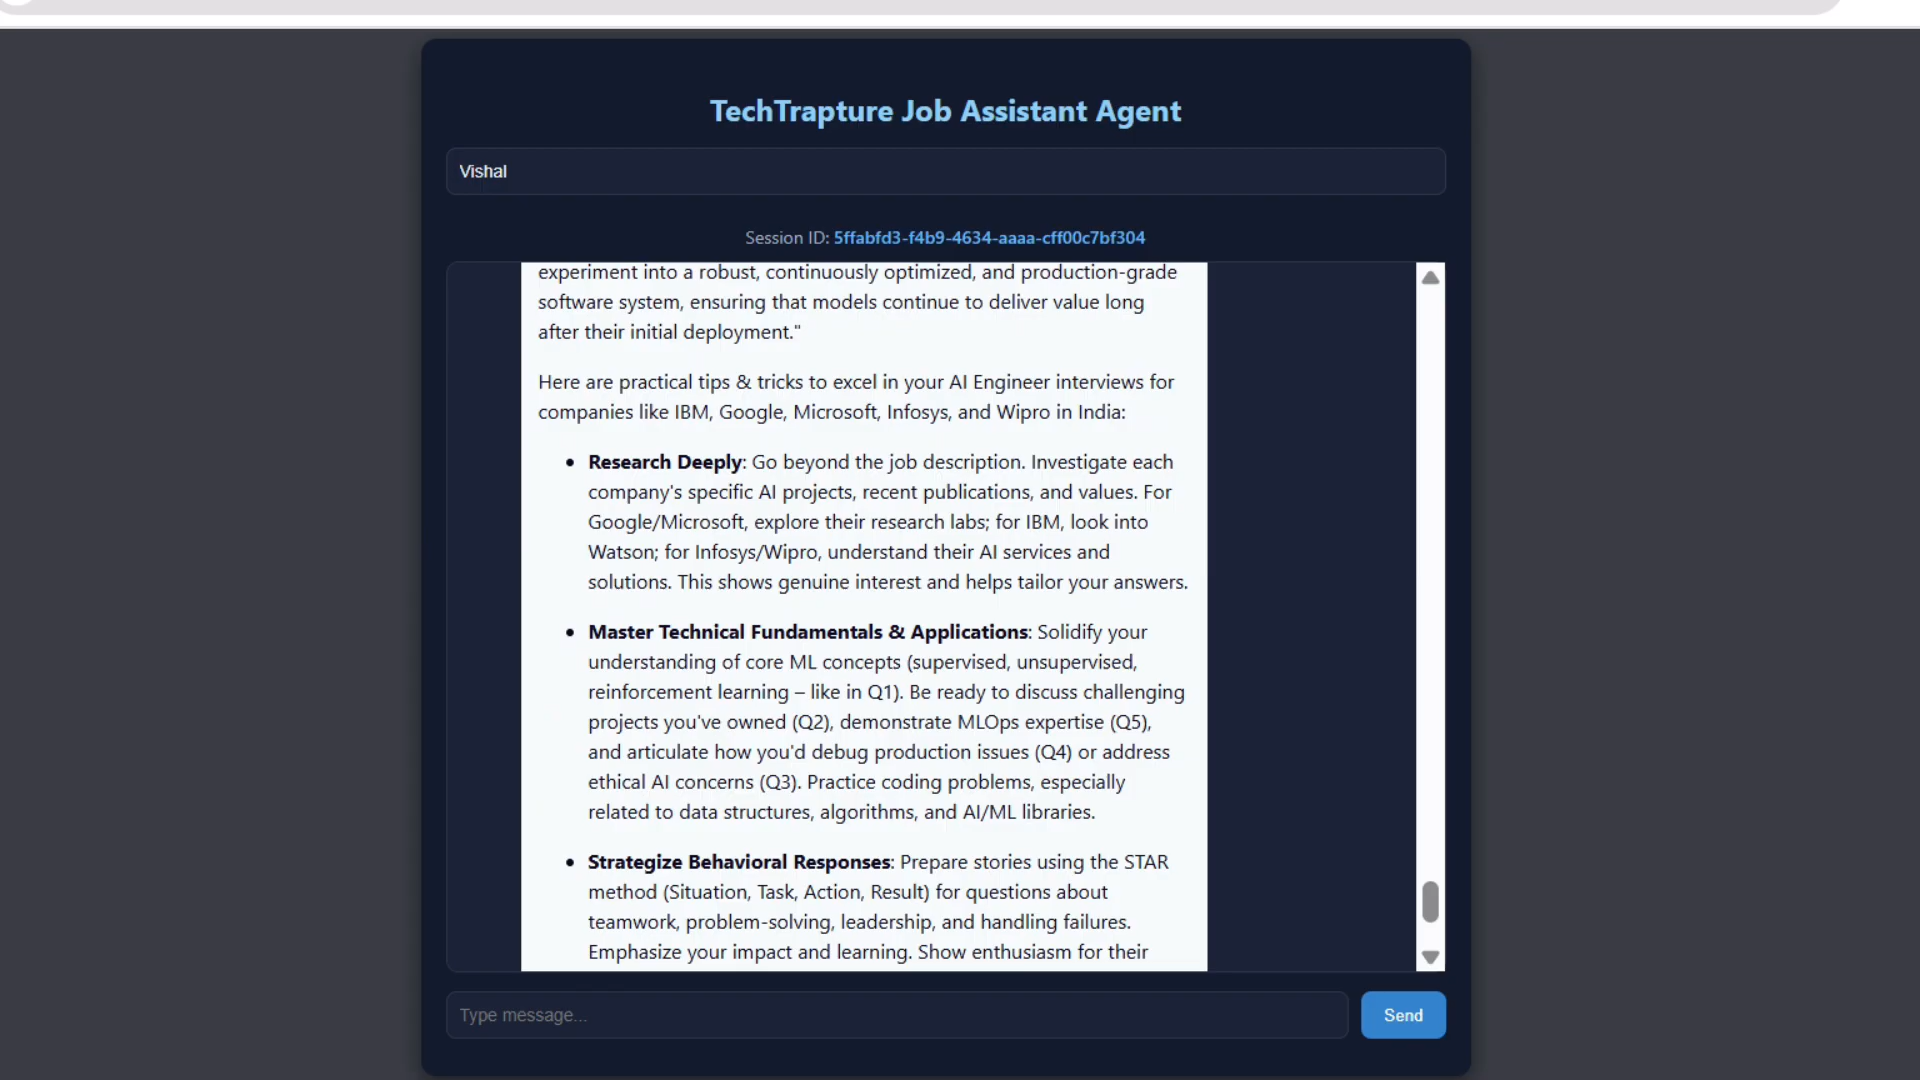 TechTrapture Job Assistant Agent
Vishal
Session ID: 5ffabfd3-f4b9-4634-aaaa-cff00c7bf304
experiment into a robust, continuously optimized, and production-grade
software system, ensuring that models continue to deliver value long
after their initial deployment."
Here are practical tips & tricks to excel in your AI Engineer interviews for
companies like IBM, Google, Microsoft, Infosys, and Wipro in India:
• Research Deeply: Go beyond the job description. Investigate each
company's specific AI projects, recent publications, and values. For
Google/Microsoft, explore their research labs; for IBM, look into
Watson; for Infosys/Wipro, understand their AI services and
solutions. This shows genuine interest and helps tailor your answers.
• Master Technical Fundamentals & Applications: Solidify your
understanding of core ML concepts (supervised, unsupervised,
reinforcement learning – like in Q1). Be ready to discuss challenging
projects you've owned (Q2), demonstrate MLOps expertise (Q5),
and articulate how you'd debug production issues (Q4) or address
ethical AI concerns (Q3). Practice coding problems, especially
related to data structures, algorithms, and AI/ML libraries.
• Strategize Behavioral Responses: Prepare stories using the STAR
method (Situation, Task, Action, Result) for questions about
teamwork, problem-solving, leadership, and handling failures.
Emphasize your impact and learning. Show enthusiasm for their
Type message...
Send